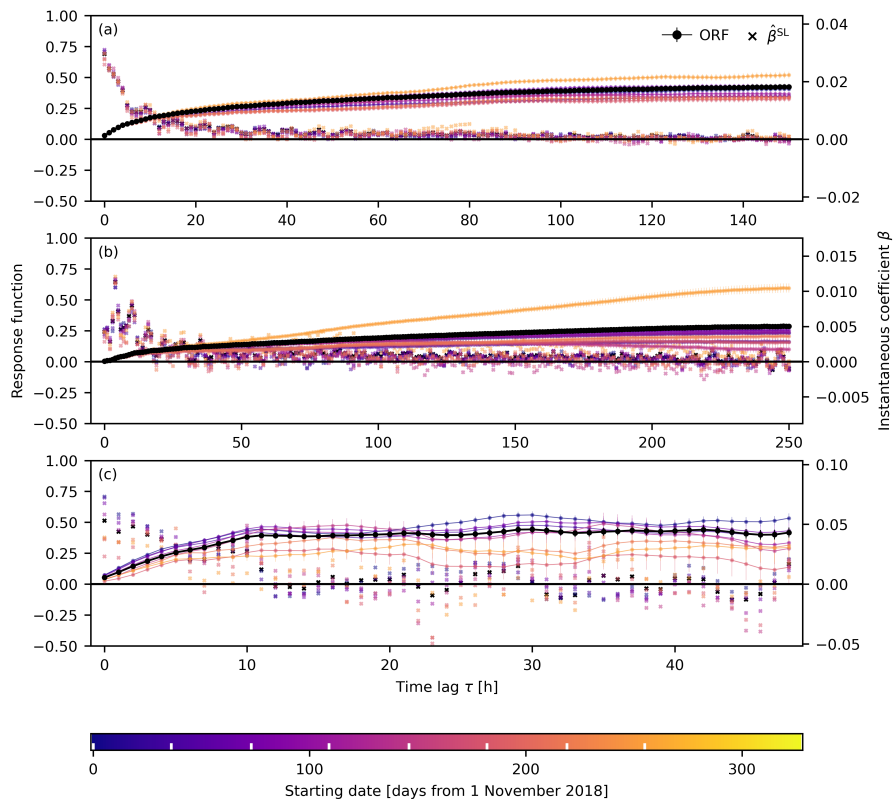 1.00
(a)
0.04
ORF
β̂^SL
0.75
0.50
0.02
0.25
0.00
0.00
−0.25
−0.50
−0.02
0 20 40 60 80 100 120 140
1.00
(b)
0.015
0.75
0.50
0.010
0.25
0.005
0.00
0.000
−0.25
−0.005
−0.50
0 50 100 150 200 250
Response function
Instantaneous coefficient β
1.00
(c)
0.10
0.75
0.50
0.05
0.25
0.00
0.00
−0.25
−0.50
−0.05
0 10 20 30 40
Time lag τ [h]
0 100 200 300
Starting date [days from 1 November 2018]